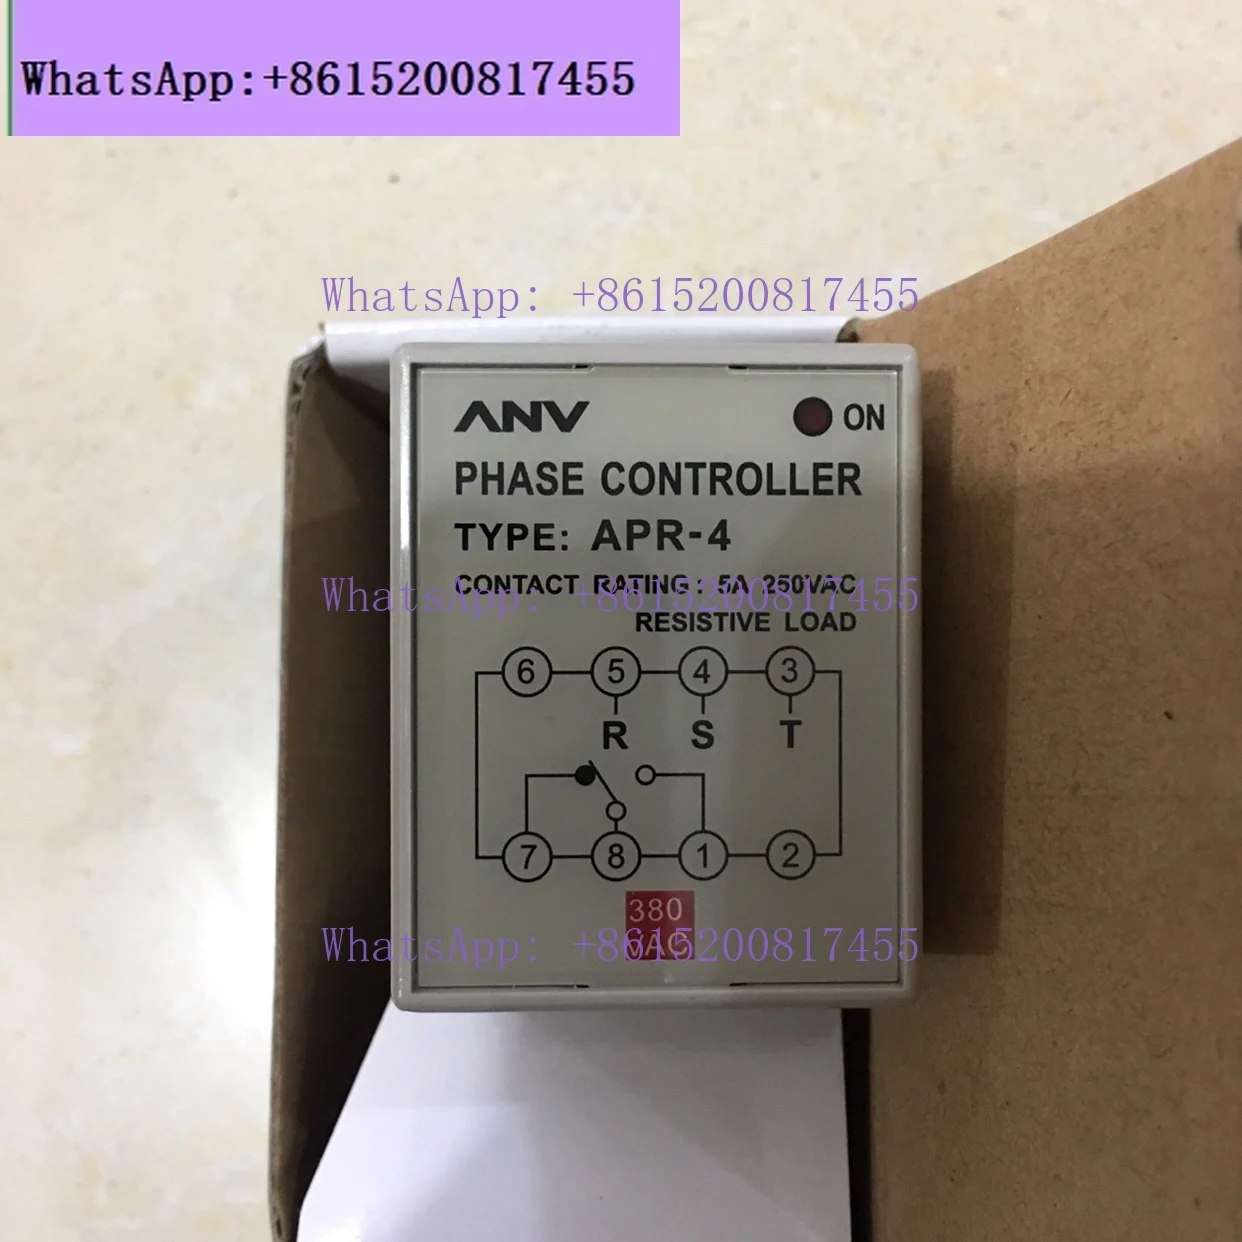 WhatsApp:+8615200817455
WhatsApp: +8615200817455
ANV
ON
PHASE CONTROLLER
TYPE: APR-4
CONTACT RATING: 5A 250VAC
WhatsApp: +8615200817455
RESISTIVE LOAD
6 5 4 3
R S T
7 8 1 2
380
VAC
WhatsApp: +8615200817455